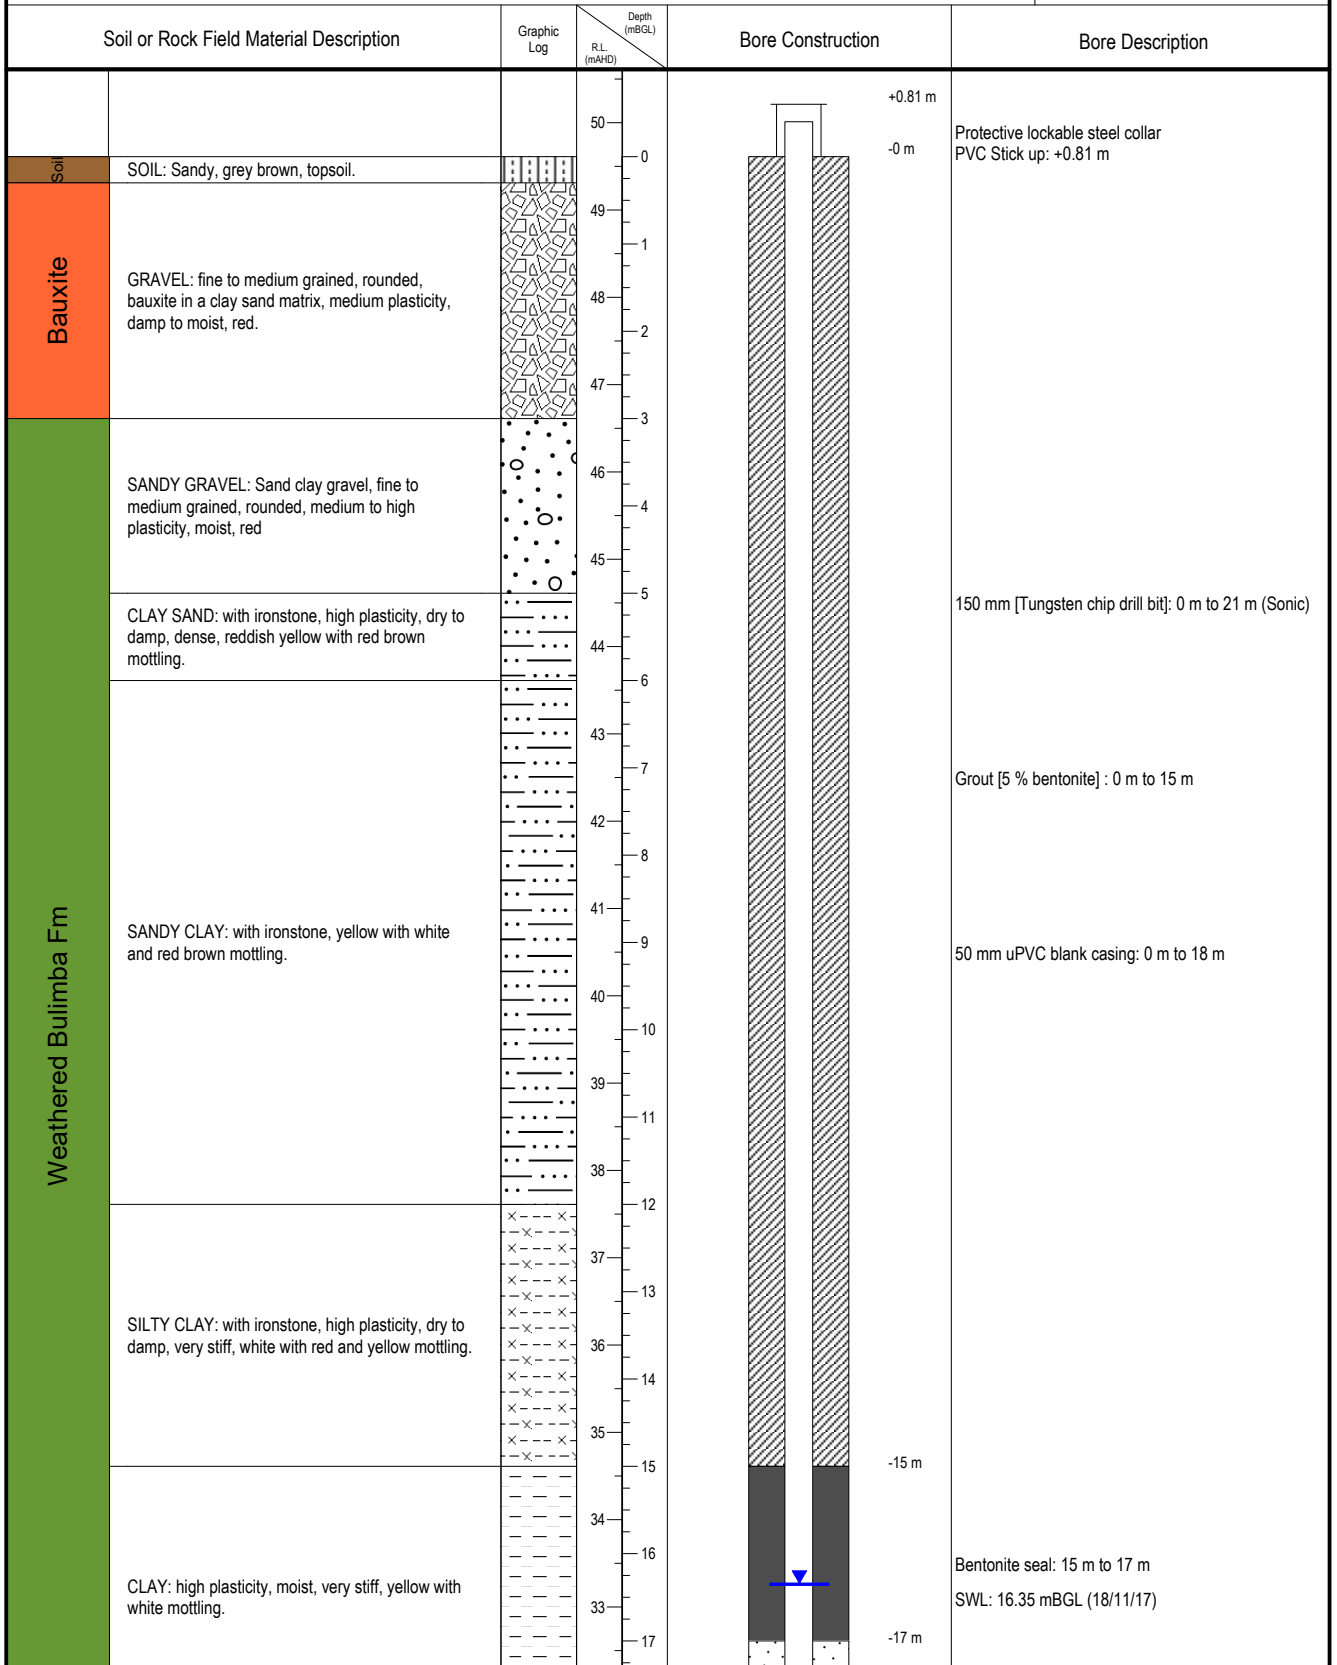 Soil or Rock Field Material Description
Graphic
Log
Depth
(mBGL)
R.L.
(mAHD)
Bore Construction
Bore Description
+0.81 m
50
Protective lockable steel collar
-0 m
PVC Stick up: +0.81 m
0
Soil
SOIL: Sandy, grey brown, topsoil.
49
1
Bauxite
GRAVEL: fine to medium grained, rounded,
bauxite in a clay sand matrix, medium plasticity,
damp to moist, red.
48
2
47
3
46
SANDY GRAVEL: Sand clay gravel, fine to
medium grained, rounded, medium to high
plasticity, moist, red
4
45
5
150 mm [Tungsten chip drill bit]: 0 m to 21 m (Sonic)
CLAY SAND: with ironstone, high plasticity, dry to
damp, dense, reddish yellow with red brown
mottling.
44
6
43
7
Grout [5 % bentonite] : 0 m to 15 m
42
8
41
Weathered Bulimba Fm
SANDY CLAY: with ironstone, yellow with white
and red brown mottling.
9
50 mm uPVC blank casing: 0 m to 18 m
40
10
39
11
38
12
37
13
SILTY CLAY: with ironstone, high plasticity, dry to
damp, very stiff, white with red and yellow mottling.
36
14
35
15
-15 m
34
16
Bentonite seal: 15 m to 17 m
CLAY: high plasticity, moist, very stiff, yellow with
white mottling.
SWL: 16.35 mBGL (18/11/17)
33
17
-17 m